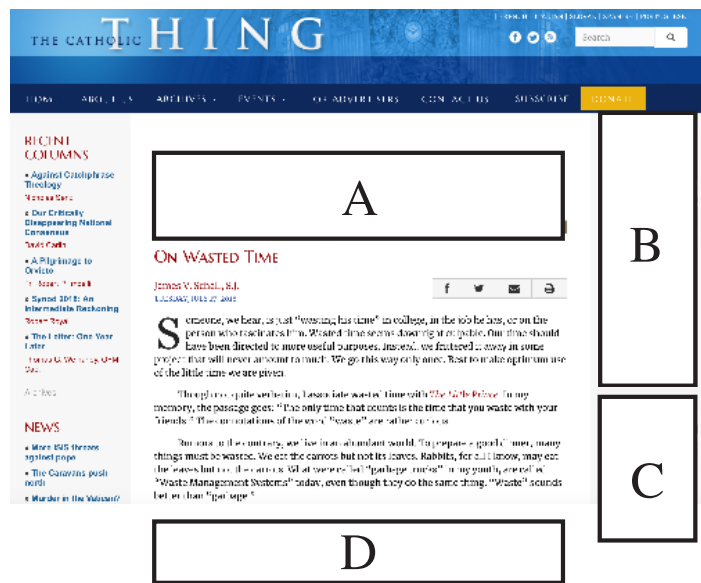 THE CATHOLIC THING
Search
ABOUT US
ARCHIVES
EVENTS
CONTACT US
SUBSCRIBE
DONATE
RECENT
COLUMNS
• Against Catchphrase
Theology
• Our Critically
Disappearing National
Consensus
David Carlin
• A Pilgrimage to
Orvieto
• Synod 2018: An
Intermediate Reckoning
Robert Royal
• The Letter: One Year
Later
Archives
NEWS
• More ISIS threats
against pope
• The Caravans push
north
• Murder in the Vatican?
A
B
C
D
ON WASTED TIME
James V. Schall, S.J.
TUESDAY,
Someone, we hear, is just "wasting his time" in college, in the job he has, or on the
person who fascinates him. Wasted time seems downright culpable. Our time should
have been directed to more useful purposes. Instead, we frittered it away in some
project that will never amount to much. We go this way only once. Best to make optimum use
of the little time we are given.
Though not quite verbatim, I associate wasted time with The Little Prince. In my
memory, the passage goes: "The only time that counts is the time that you waste with your
friends." The connotations of the word "waste" are rather curious.
Rumors to the contrary, we live in an abundant world. To prepare a good dinner, many
things must be wasted. We eat the carrots but not its leaves. Rabbits, for all I know, may eat
the leaves but not the carrots. What were called "garbage trucks" in my youth, are called
"Waste Management Systems" today, even though they do the same thing. "Waste" sounds
better than "garbage."